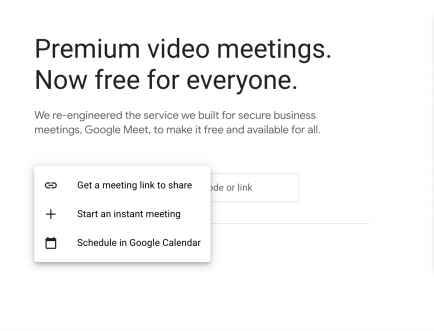 Premium video meetings.
Now free for everyone.
We re-engineered the service we built for secure business
meetings, Google Meet, to make it free and available for all.
Get a meeting link to share
or link
Start an instant meeting
Schedule in Google Calendar